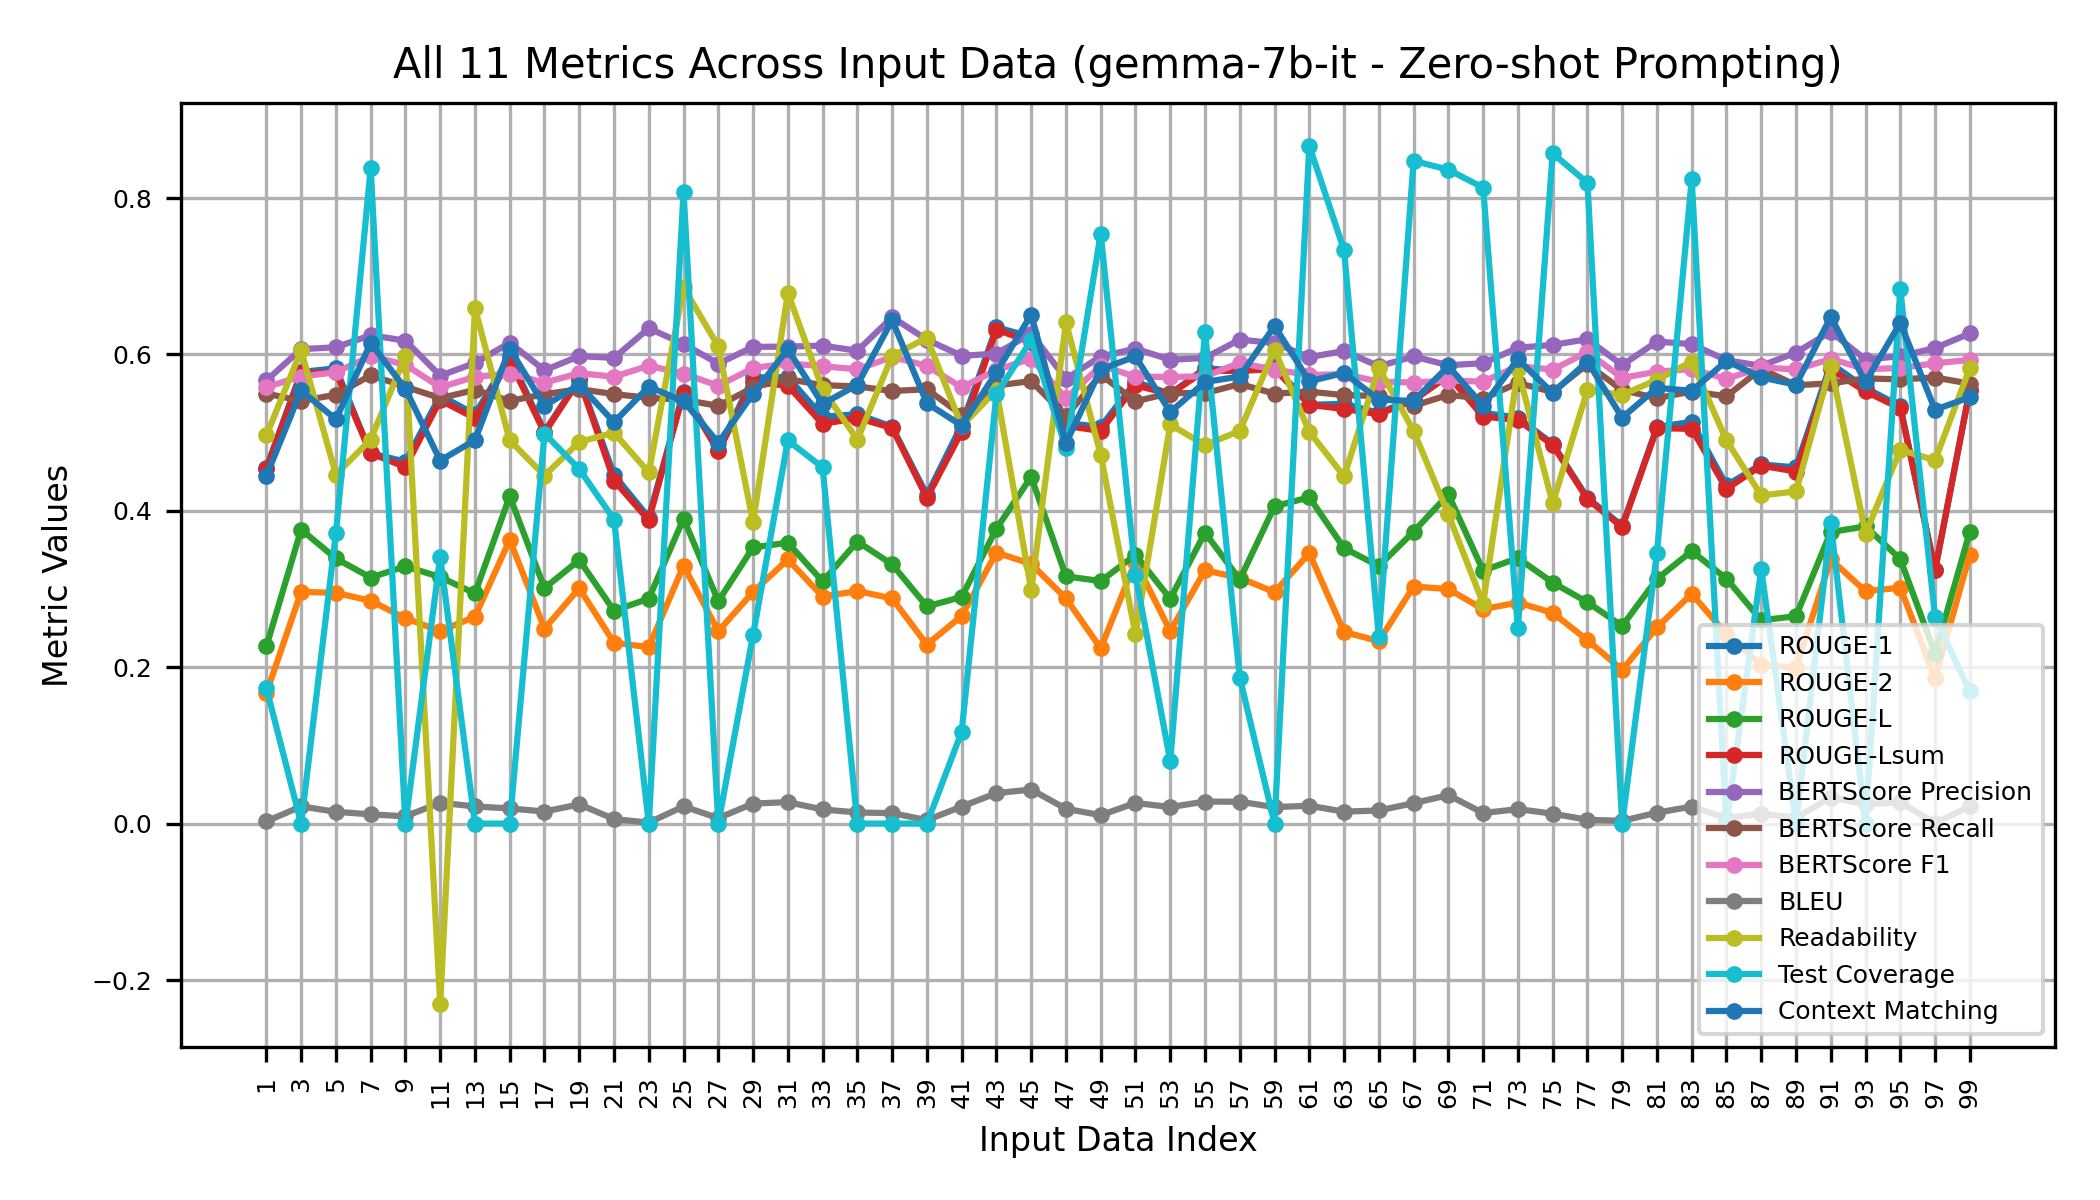 All 11 Metrics Across Input Data (gemma-7b-it - Zero-shot Prompting)
Metric Values
0.8
0.6
0.4
0.2
0.0
−0.2
ROUGE-1
ROUGE-2
ROUGE-L
ROUGE-Lsum
BERTScore Precision
BERTScore Recall
BERTScore F1
BLEU
Readability
Test Coverage
Context Matching
1 3 5 7 9 11 13 15 17 19 21 23 25 27 29 31 33 35 37 39 41 43 45 47 49 51 53 55 57 59 61 63 65 67 69 71 73 75 77 79 81 83 85 87 89 91 93 95 97 99
Input Data Index